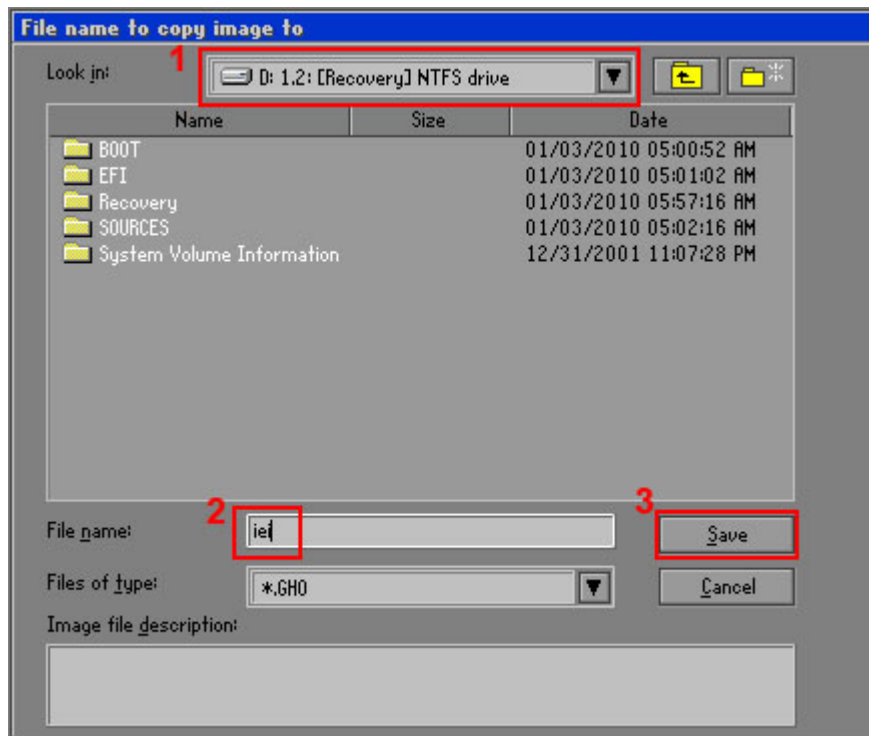 File name to copy image to
1
Look in: D: 1.2: [Recovery] NTFS drive
Name Size Date
BOOT 01/03/2010 05:00:52 AM
EFI 01/03/2010 05:01:02 AM
Recovery 01/03/2010 05:57:16 AM
SOURCES 01/03/2010 05:02:16 AM
System Volume Information 12/31/2001 11:07:28 PM
2
3
File name: iei Save
Files of type: *.GHO Cancel
Image file description: